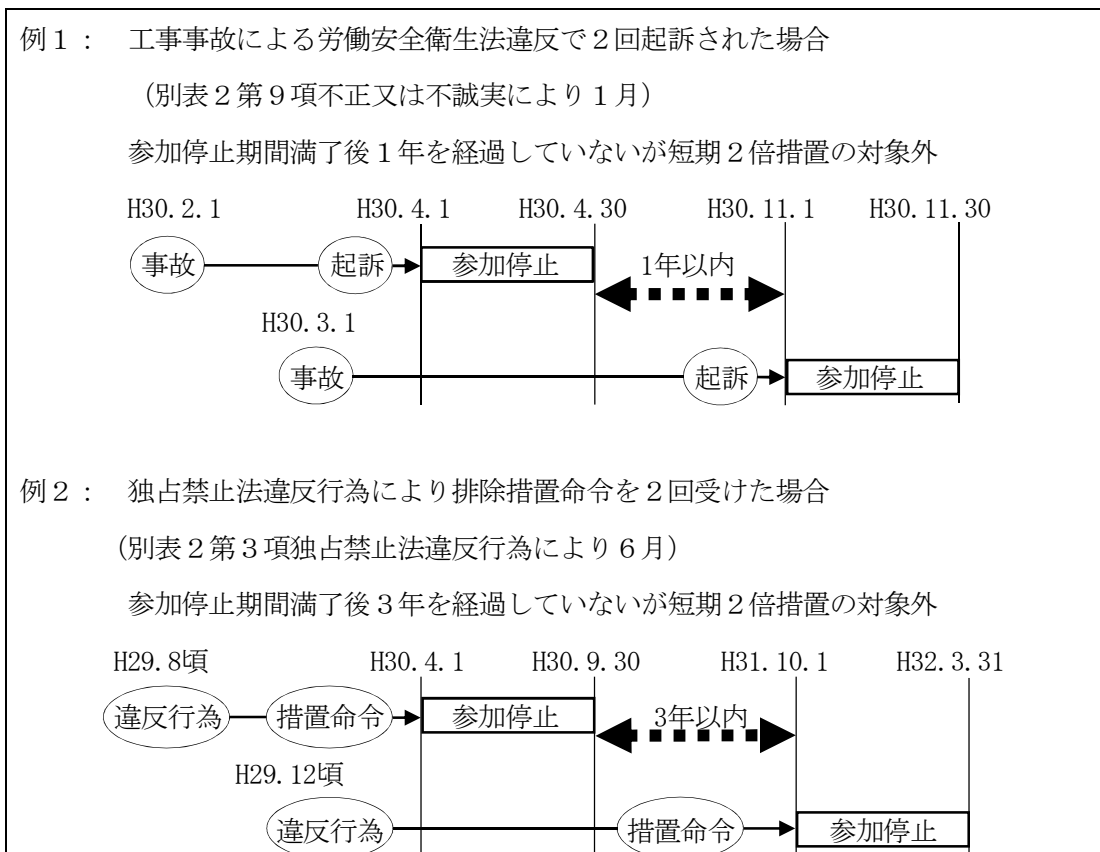 例１：　工事事故による労働安全衛生法違反で２回起訴された場合
（別表２第９項不正又は不誠実により１月）
参加停止期間満了後１年を経過していないが短期２倍措置の対象外
H30.2.1　H30.4.1　H30.4.30　H30.11.1　H30.11.30
事故　起訴　参加停止　1年以内
H30.3.1
事故　起訴　参加停止
例２：　独占禁止法違反行為により排除措置命令を２回受けた場合
（別表２第３項独占禁止法違反行為により６月）
参加停止期間満了後３年を経過していないが短期２倍措置の対象外
H29.8頃　H30.4.1　H30.9.30　H31.10.1　H32.3.31
違反行為　措置命令　参加停止　3年以内
H29.12頃
違反行為　措置命令　参加停止